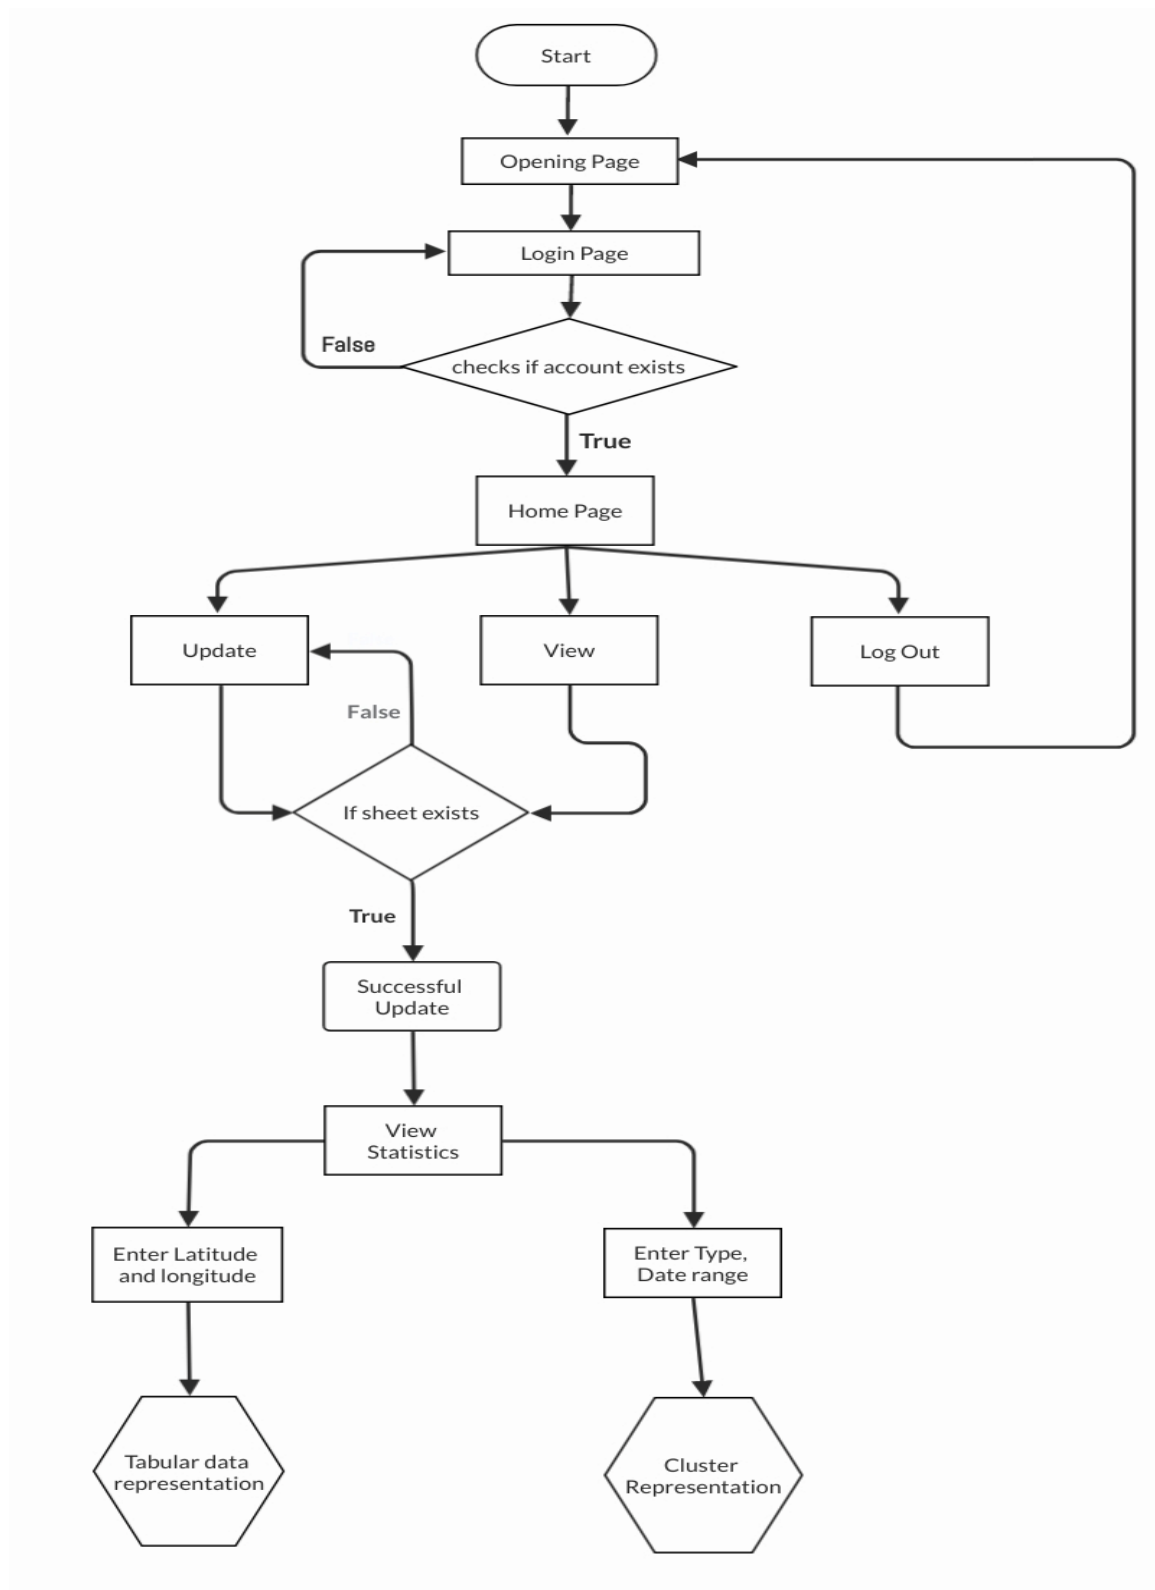 Start
Opening Page
Login Page
False
checks if account exists
True
Home Page
Update
View
Log Out
False
If sheet exists
True
Successful
Update
View
Statistics
Enter Latitude
and longitude
Enter Type,
Date range
Tabular data
representation
Cluster
Representation